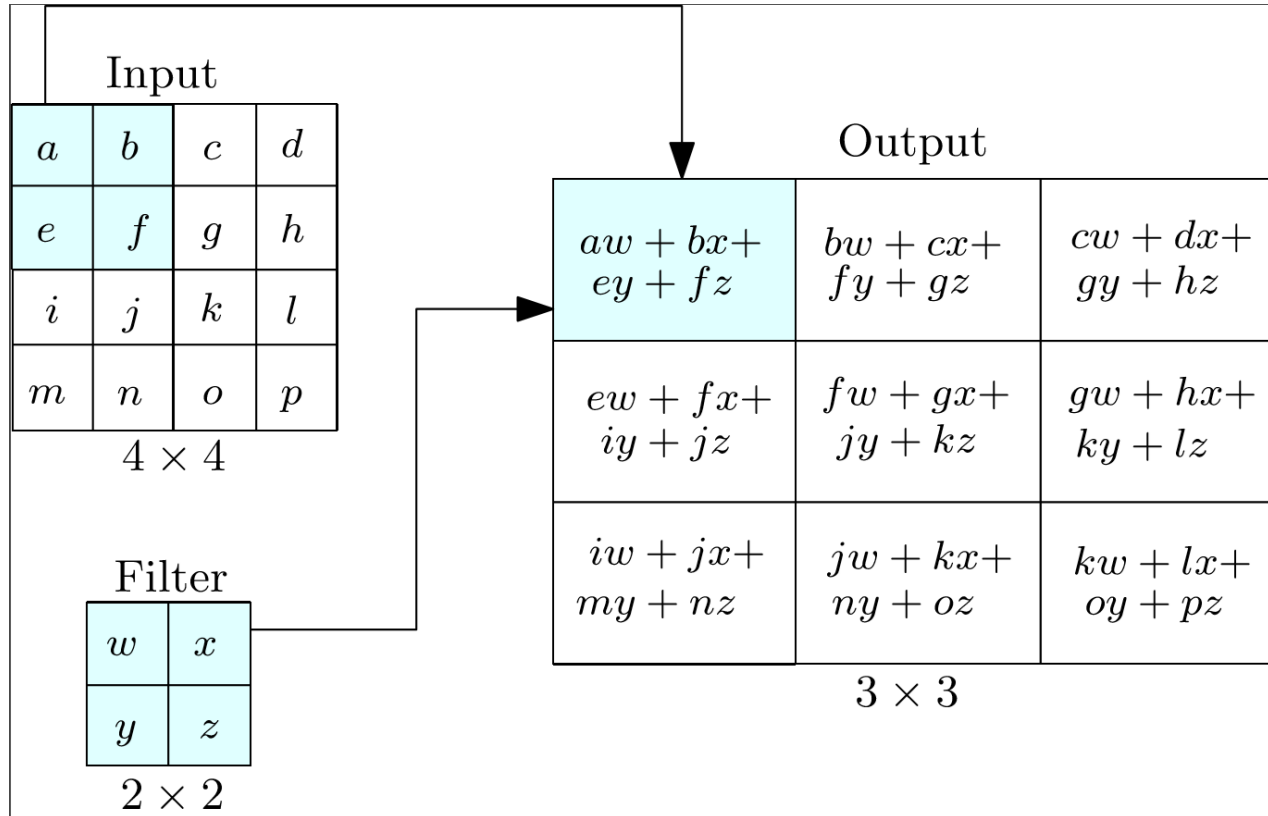 Input
a b c d
e f g h
i j k l
m n o p
4 × 4
Filter
w x
y z
2 × 2
Output
aw + bx+
ey + fz
bw + cx+
fy + gz
cw + dx+
gy + hz
ew + fx+
iy + jz
fw + gx+
jy + kz
gw + hx+
ky + lz
iw + jx+
my + nz
jw + kx+
ny + oz
kw + lx+
oy + pz
3 × 3